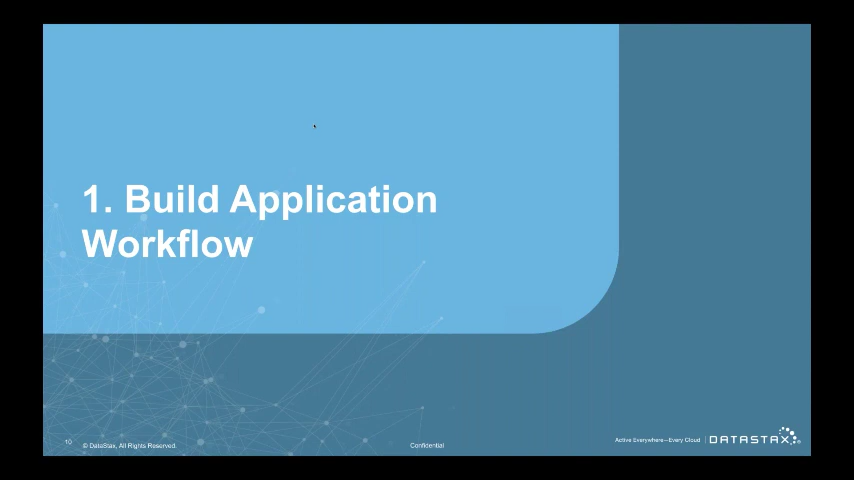 1. Build Application
Workflow
10
© DataStax, All Rights Reserved.
Confidential
Active Everywhere—Every Cloud
DATASTAX®